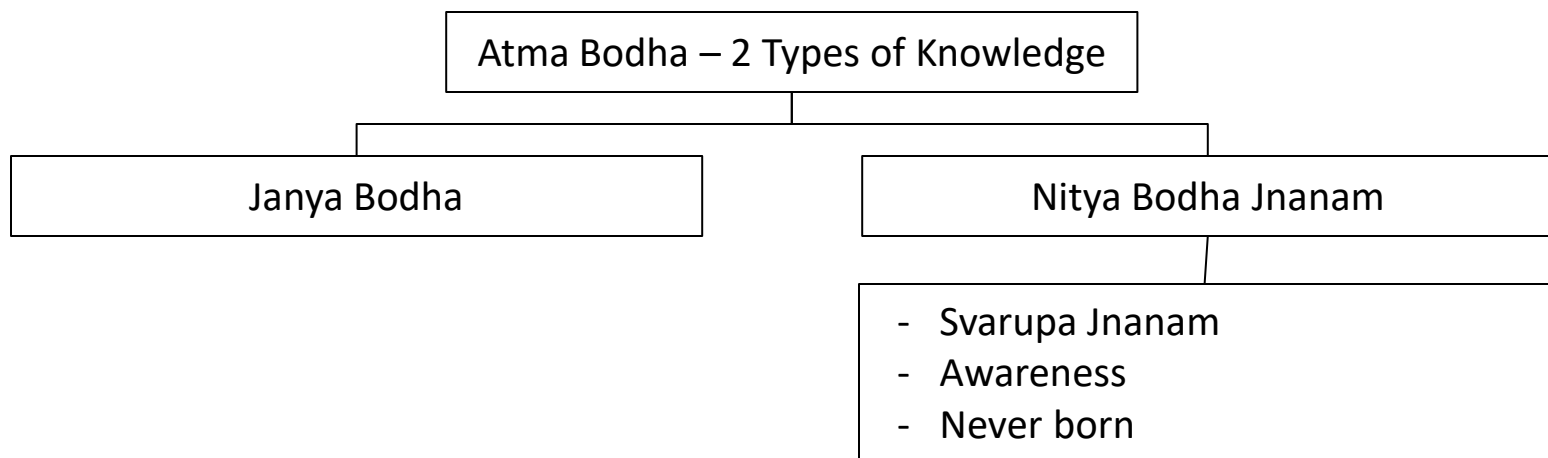 Atma Bodha – 2 Types of Knowledge
Janya Bodha
Nitya Bodha Jnanam
- Svarupa Jnanam
- Awareness
- Never born